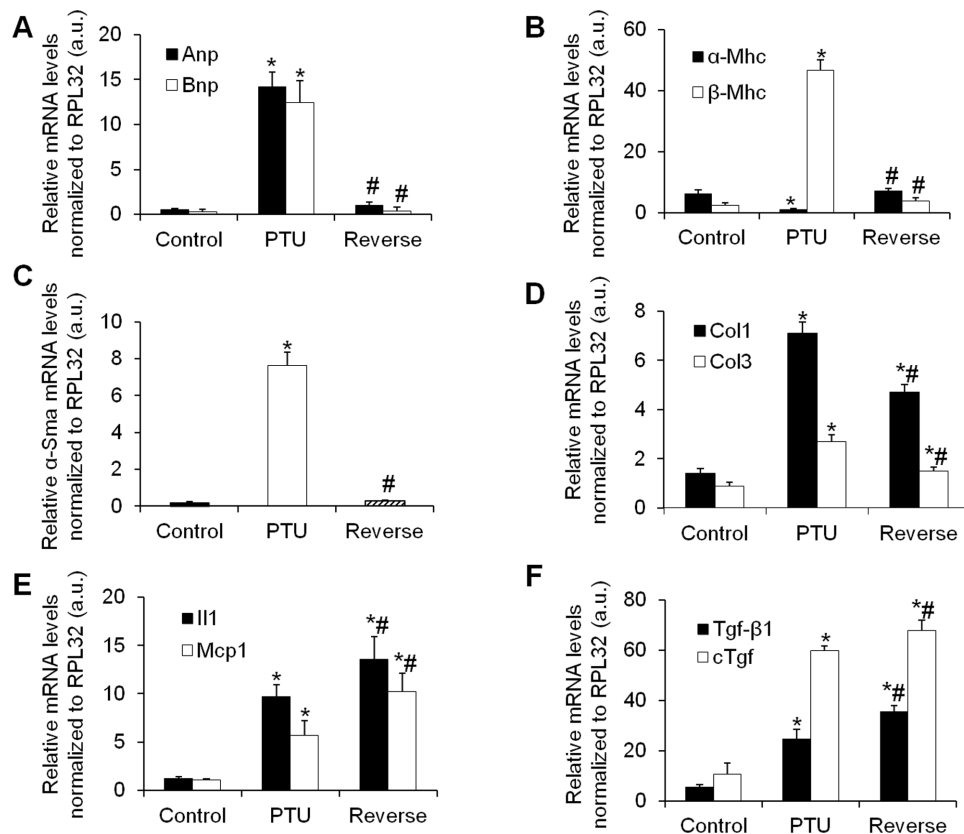 A
Relative mRNA levels
normalized to RPL32 (a.u.)
20
15
10
5
0
Anp
Bnp
* *
# #
Control PTU Reverse
B
Relative mRNA levels
normalized to RPL32 (a.u.)
60
40
20
0
α-Mhc
β-Mhc
*
*
# #
Control PTU Reverse
C
Relative α-Sma mRNA levels
normalized to RPL32 (a.u.)
10
8
6
4
2
0
*
#
Control PTU Reverse
D
Relative mRNA levels
normalized to RPL32 (a.u.)
8
6
4
2
0
Col1
Col3
*
*
*#
*#
Control PTU Reverse
E
Relative mRNA levels
normalized to RPL32 (a.u.)
20
15
10
5
0
Il1
Mcp1
*
*
*#
*#
Control PTU Reverse
F
Relative mRNA levels
normalized to RPL32 (a.u.)
80
60
40
20
0
Tgf-β1
cTgf
*
*
*#
*#
Control PTU Reverse